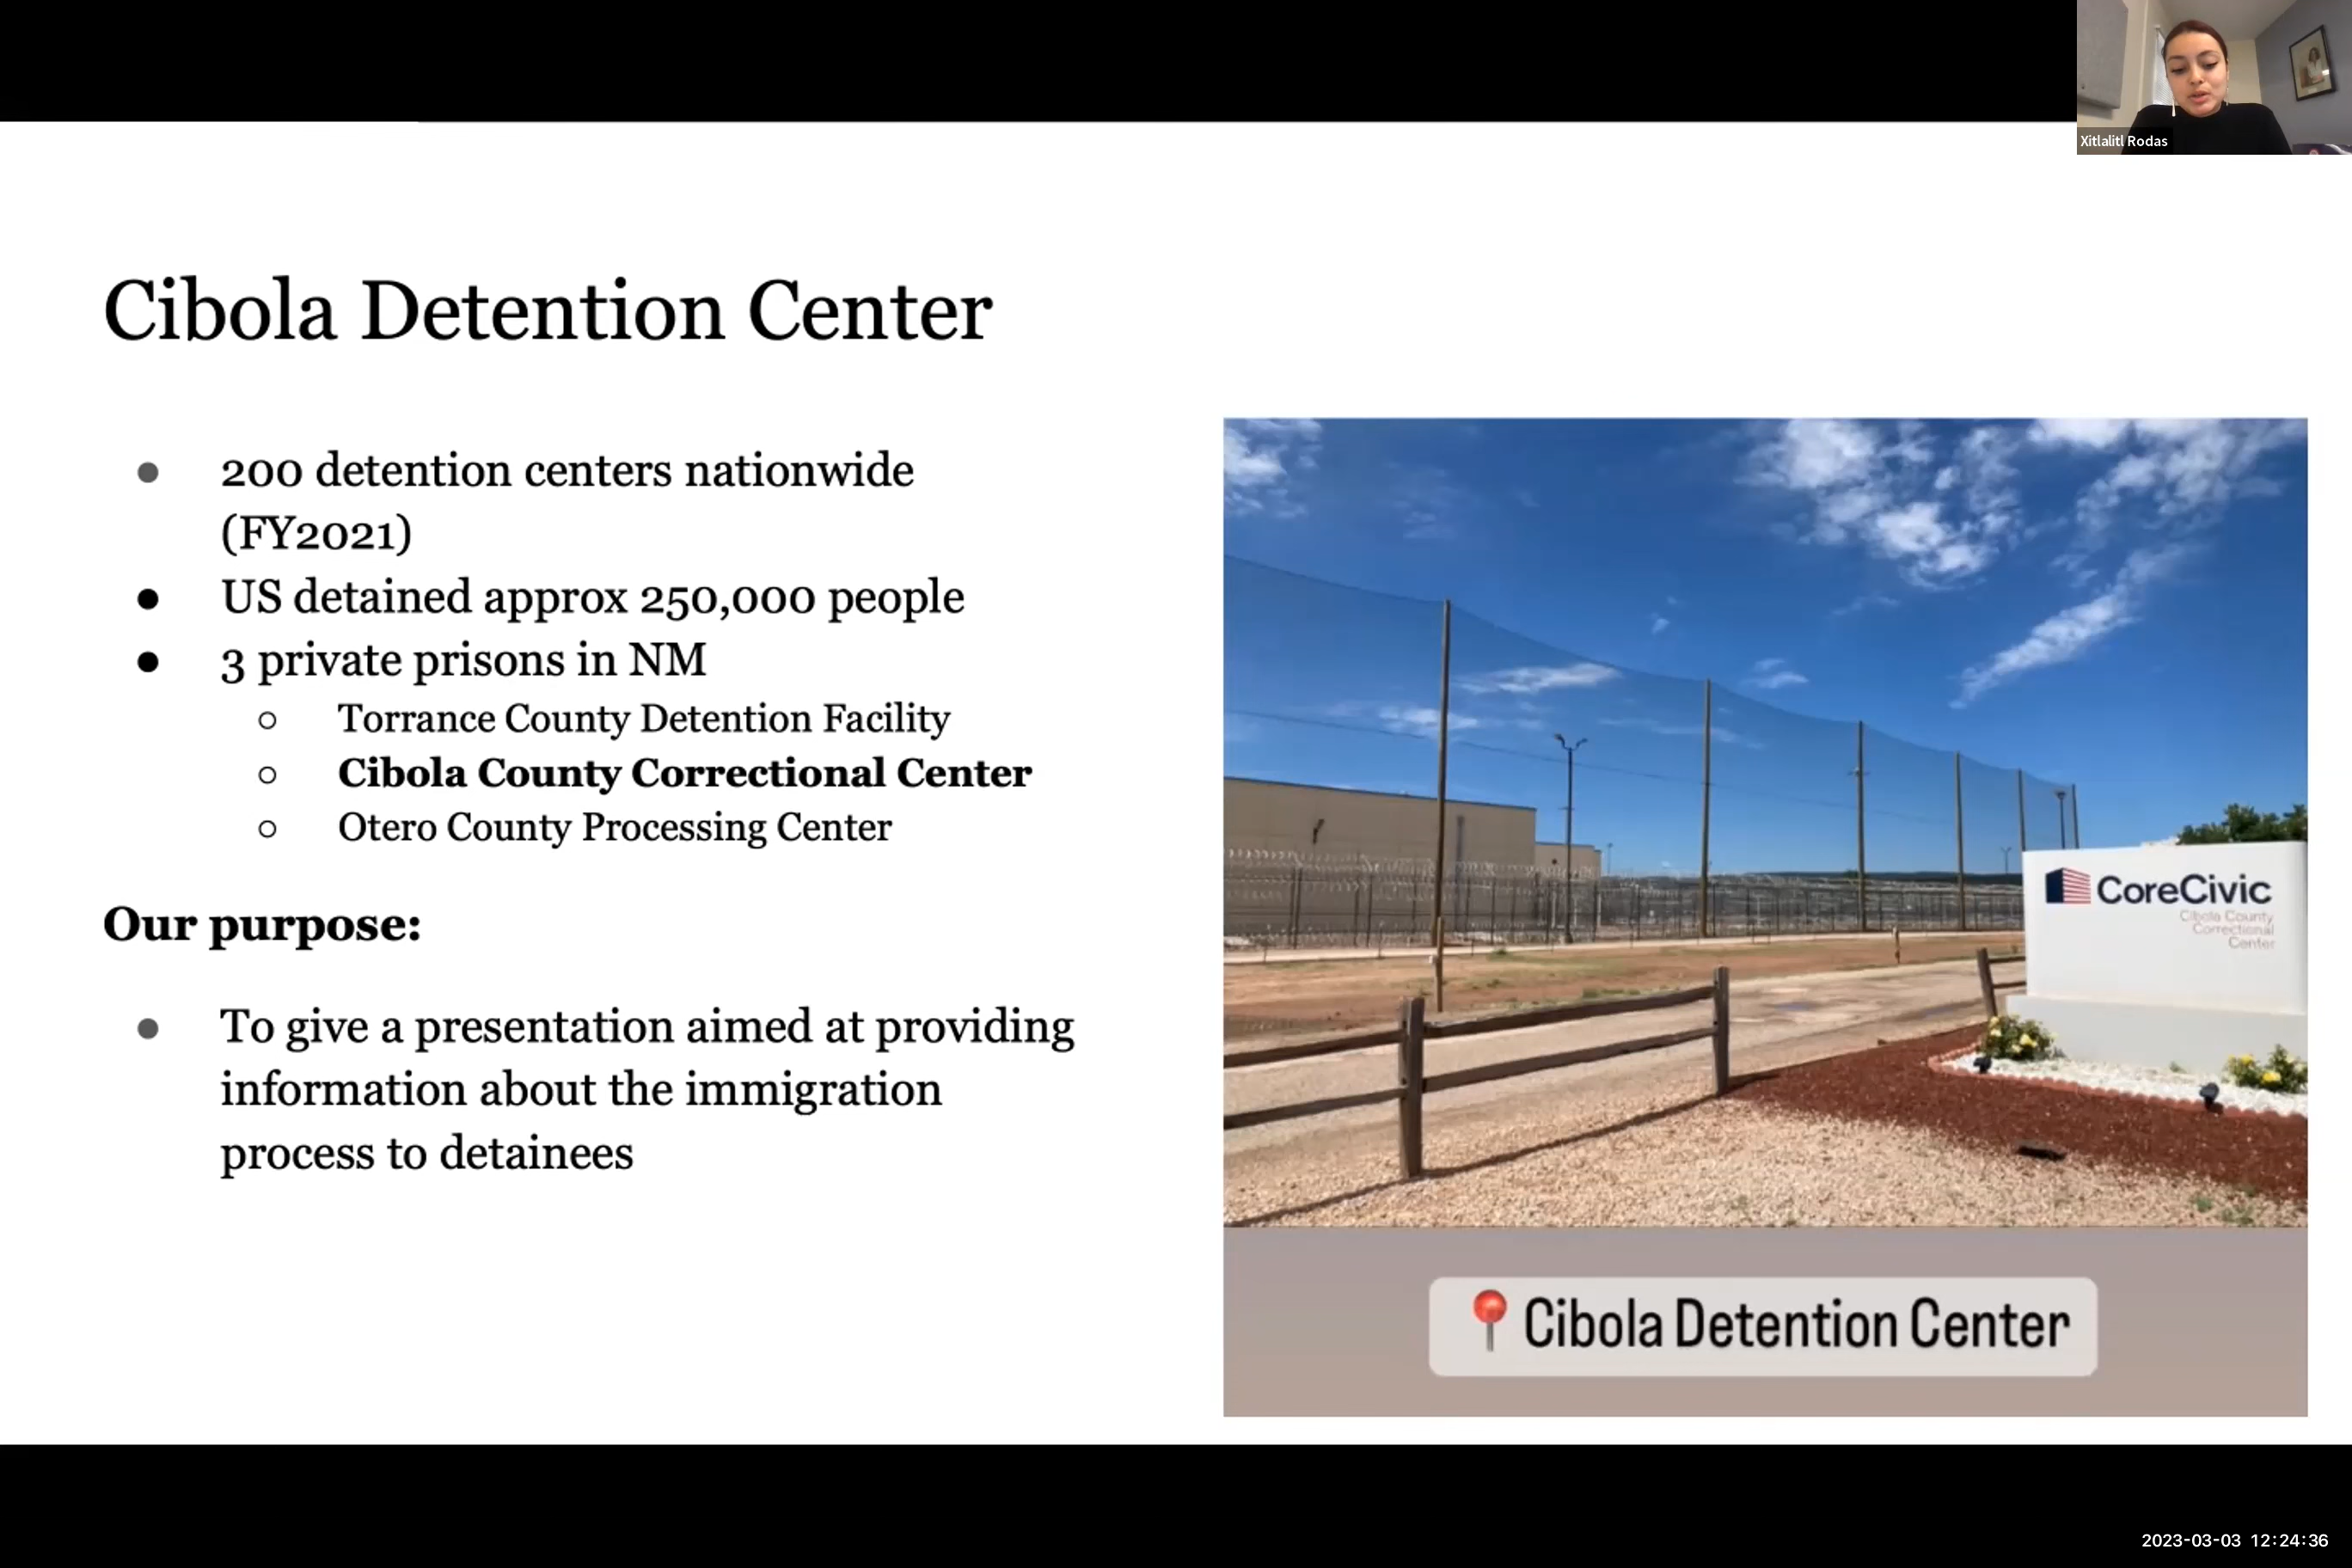 Xitlalitl Rodas
Cibola Detention Center
● 200 detention centers nationwide
(FY2021)
● US detained approx 250,000 people
● 3 private prisons in NM
○ Torrance County Detention Facility
○ Cibola County Correctional Center
○ Otero County Processing Center
Our purpose:
● To give a presentation aimed at providing
information about the immigration
process to detainees
CoreCivic
Cibola County
Correctional
Center
📍 Cibola Detention Center
2023-03-03 12:24:36